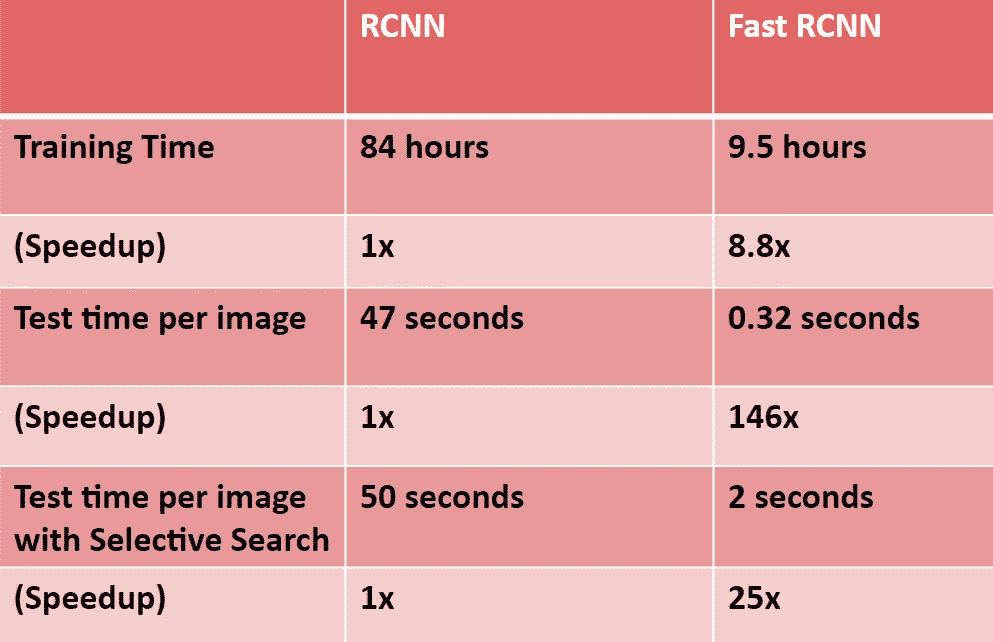 RCNN Fast RCNN
Training Time 84 hours 9.5 hours
(Speedup) 1x 8.8x
Test time per image 47 seconds 0.32 seconds
(Speedup) 1x 146x
Test time per image 50 seconds 2 seconds
with Selective Search
(Speedup) 1x 25x